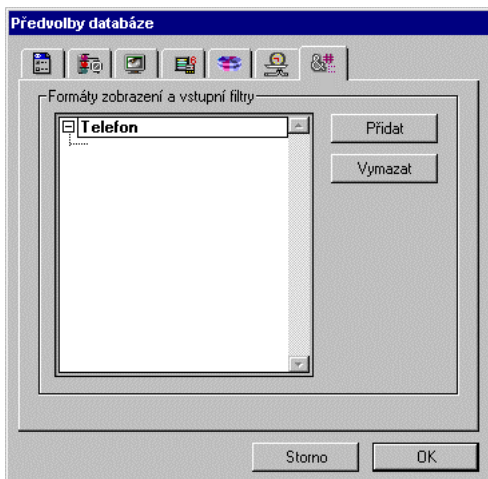 Předvolby databáze
&#
Formáty zobrazení a vstupní filtry
Telefon
Přidat
Vymazat
Storno
OK